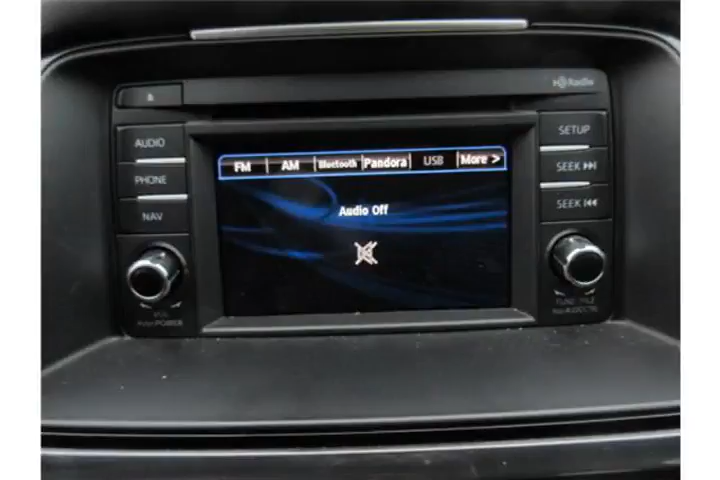 HD Radio
AUDIO
SETUP
FM AM Bluetooth Pandora USB More >
PHONE
SEEK
NAV
SEEK
Audio Off